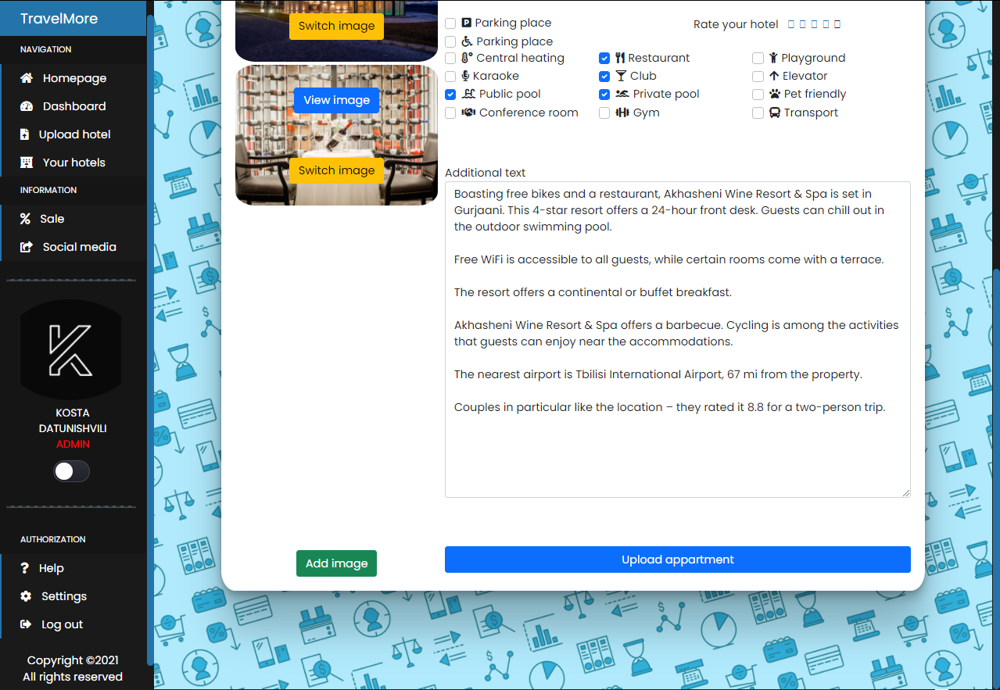 TravelMore
NAVIGATION
Homepage
Dashboard
Upload hotel
Your hotels
INFORMATION
Sale
Social media
KOSTA
DATUNISHVILI
ADMIN
AUTHORIZATION
Help
Settings
Log out
Copyright ©2021
All rights reserved
Switch image
View image
Switch image
Add image
Parking place
Rate your hotel
Parking place
Central heating
Restaurant
Playground
Karaoke
Club
Elevator
Public pool
Private pool
Pet friendly
Conference room
Gym
Transport
Additional text
Boasting free bikes and a restaurant, Akhasheni Wine Resort & Spa is set in
Gurjaani. This 4-star resort offers a 24-hour front desk. Guests can chill out in
the outdoor swimming pool.
Free WiFi is accessible to all guests, while certain rooms come with a terrace.
The resort offers a continental or buffet breakfast.
Akhasheni Wine Resort & Spa offers a barbecue. Cycling is among the activities
that guests can enjoy near the accommodations.
The nearest airport is Tbilisi International Airport, 67 mi from the property.
Couples in particular like the location – they rated it 8.8 for a two-person trip.
Upload appartment